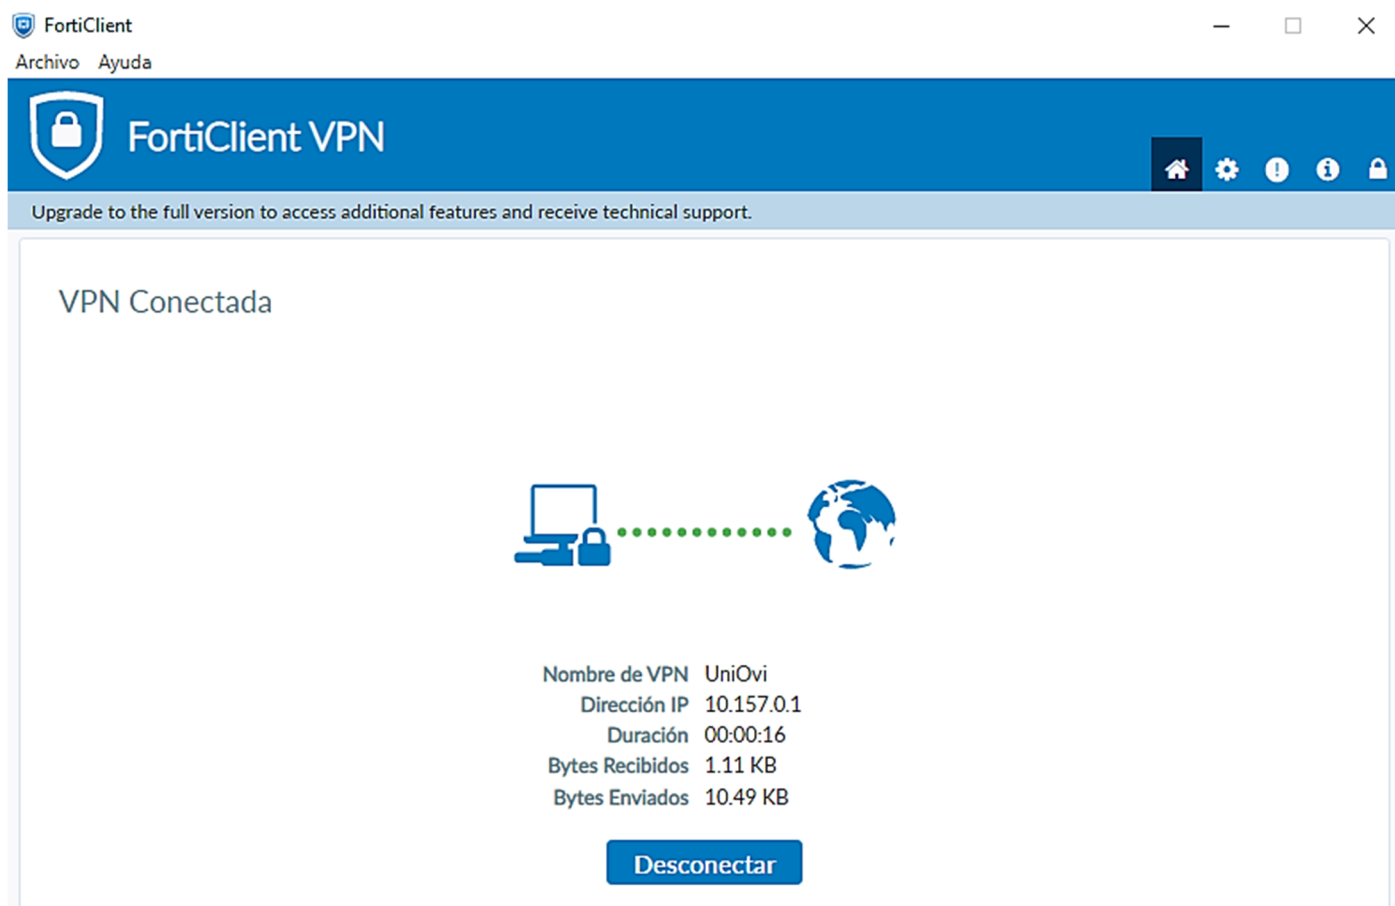 FortiClient
Archivo Ayuda
FortiClient VPN
Upgrade to the full version to access additional features and receive technical support.
VPN Conectada
Nombre de VPN UniOvi
Dirección IP 10.157.0.1
Duración 00:00:16
Bytes Recibidos 1.11 KB
Bytes Enviados 10.49 KB
Desconectar